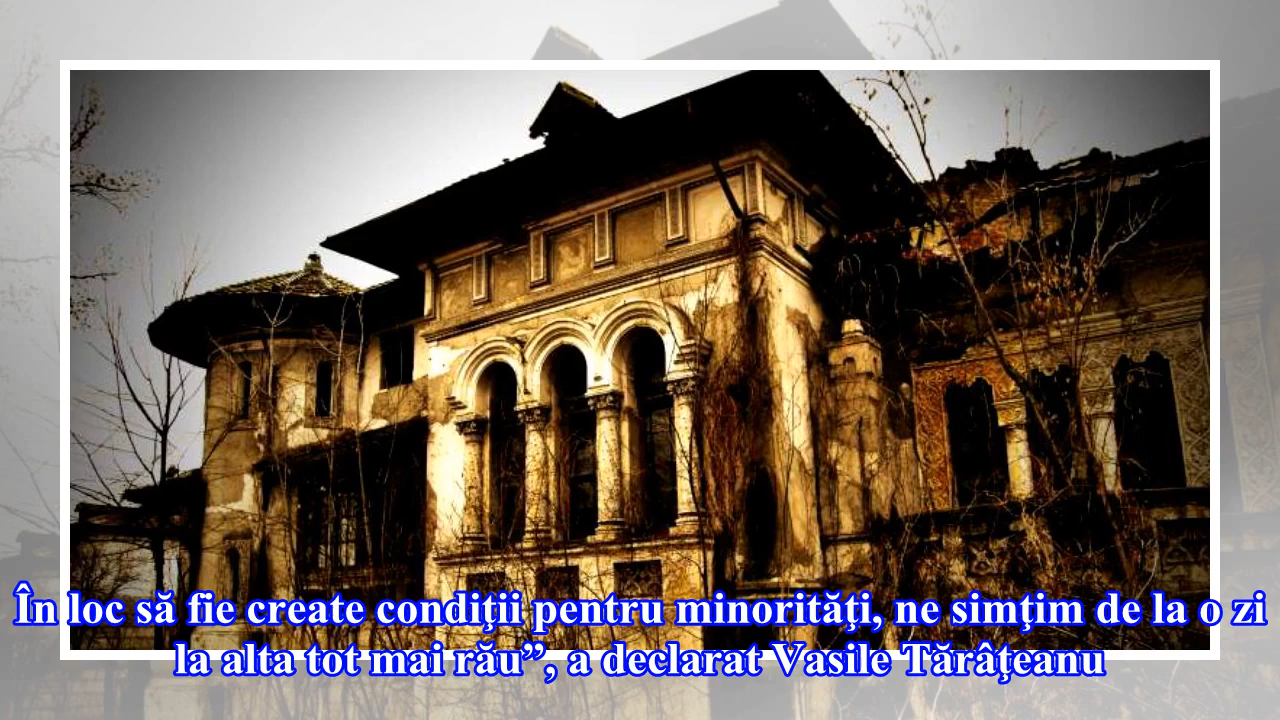 În loc să fie create condiţii pentru minorităţi, ne simţim de la o zi
la alta tot mai rău”, a declarat Vasile Tărâţeanu